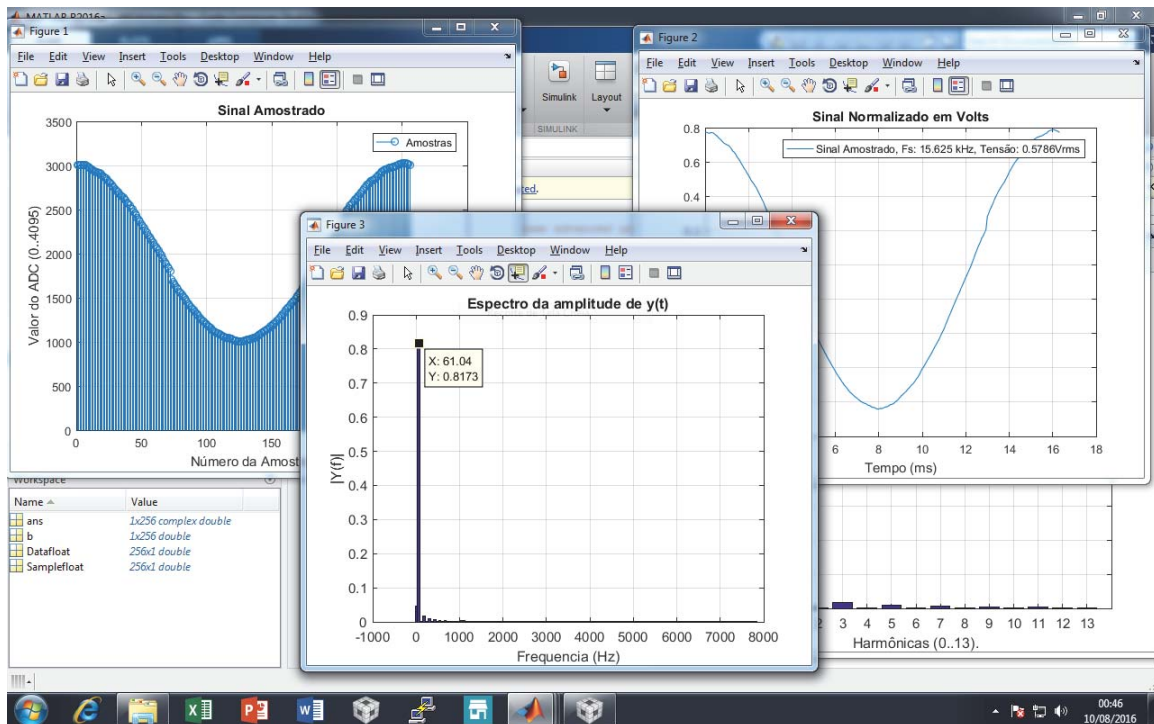 MATLAB R2016a
Figure 1
File Edit View Insert Tools Desktop Window Help
Sinal Amostrado
3500
3000
2500
2000
1500
1000
500
0
Valor do ADC (0..4095)
Amostras
0 50 100 150
Número da Amost
Simulink Layout
SIMULINK
ted.
Figure 2
File Edit View Insert Tools Desktop Window Help
Sinal Normalizado em Volts
0.8
0.6
0.4
Sinal Amostrado, Fs: 15.625 kHz, Tensão: 0.5786Vrms
6 8 10 12 14 16 18
Tempo (ms)
Figure 3
File Edit View Insert Tools Desktop Window Help
Espectro da amplitude de y(t)
0.9
0.8
0.7
0.6
0.5
0.4
0.3
0.2
0.1
0
|Y(f)|
X: 61.04
Y: 0.8173
-1000 0 1000 2000 3000 4000 5000 6000 7000 8000
Frequencia (Hz)
Workspace
Name Value
ans 1x256 complex double
b 1x256 double
Datafloat 256x1 double
Samplefloat 256x1 double
2 3 4 5 6 7 8 9 10 11 12 13
Harmônicas (0..13).
00:46
10/08/2016